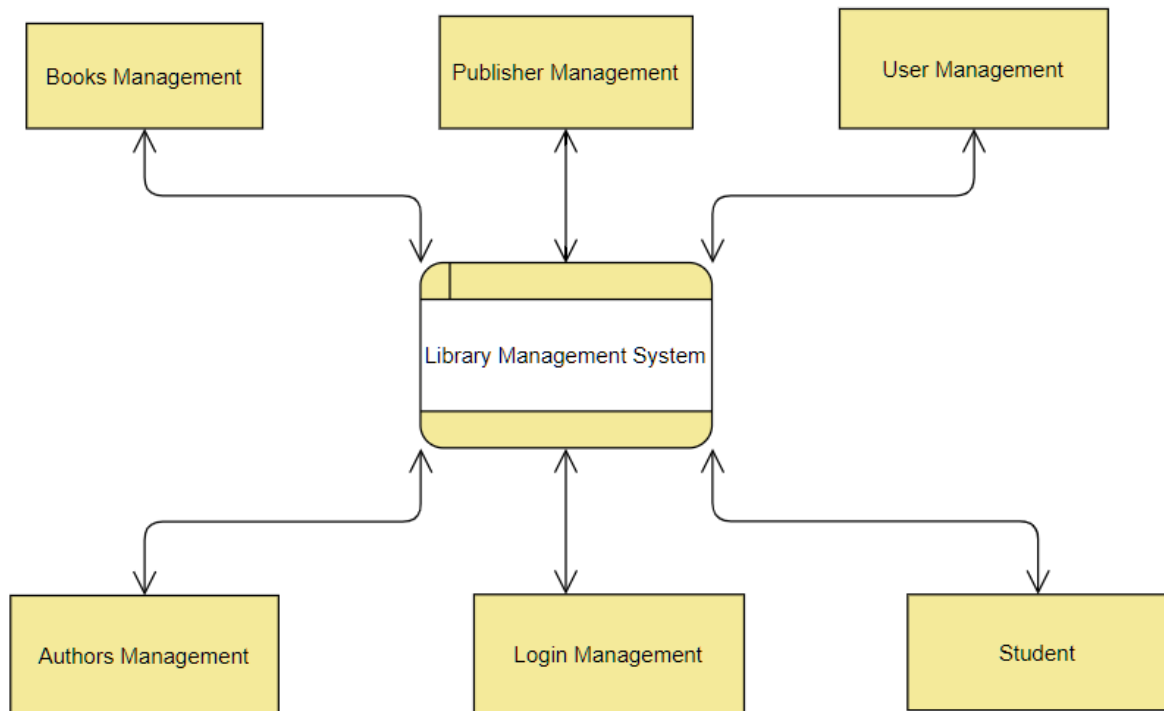 Books Management
Publisher Management
User Management
Library Management System
Authors Management
Login Management
Student